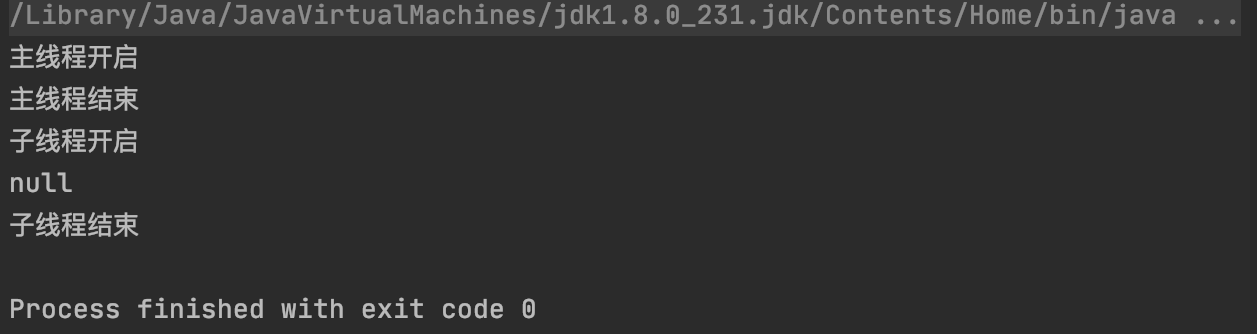 /Library/Java/JavaVirtualMachines/jdk1.8.0_231.jdk/Contents/Home/bin/java ...
主线程开启
主线程结束
子线程开启
null
子线程结束
Process finished with exit code 0